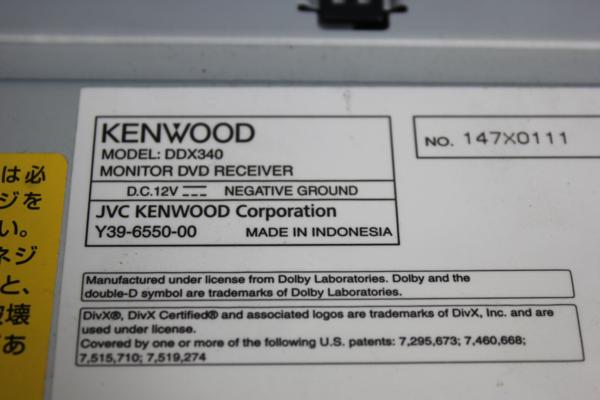 KENWOOD
MODEL: DDX340
MONITOR DVD RECEIVER
D.C.12V NEGATIVE GROUND
JVC KENWOOD Corporation
Y39-6550-00 MADE IN INDONESIA
NO. 147X0111
Manufactured under license from Dolby Laboratories. Dolby and the
double-D symbol are trademarks of Dolby Laboratories.
DivX®, DivX Certified® and associated logos are trademarks of DivX, Inc. and are
used under license.
Covered by one or more of the following U.S. patents: 7,295,673; 7,460,668;
7,515,710; 7,519,274
は必
ジを
い。
ネジ
と、
破壊
あ